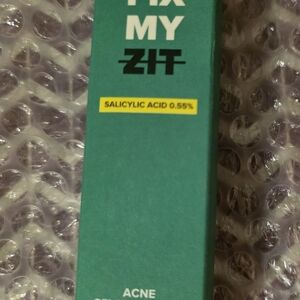 FIX
MY
ZIT
SALICYLIC ACID 0.55%
ACNE